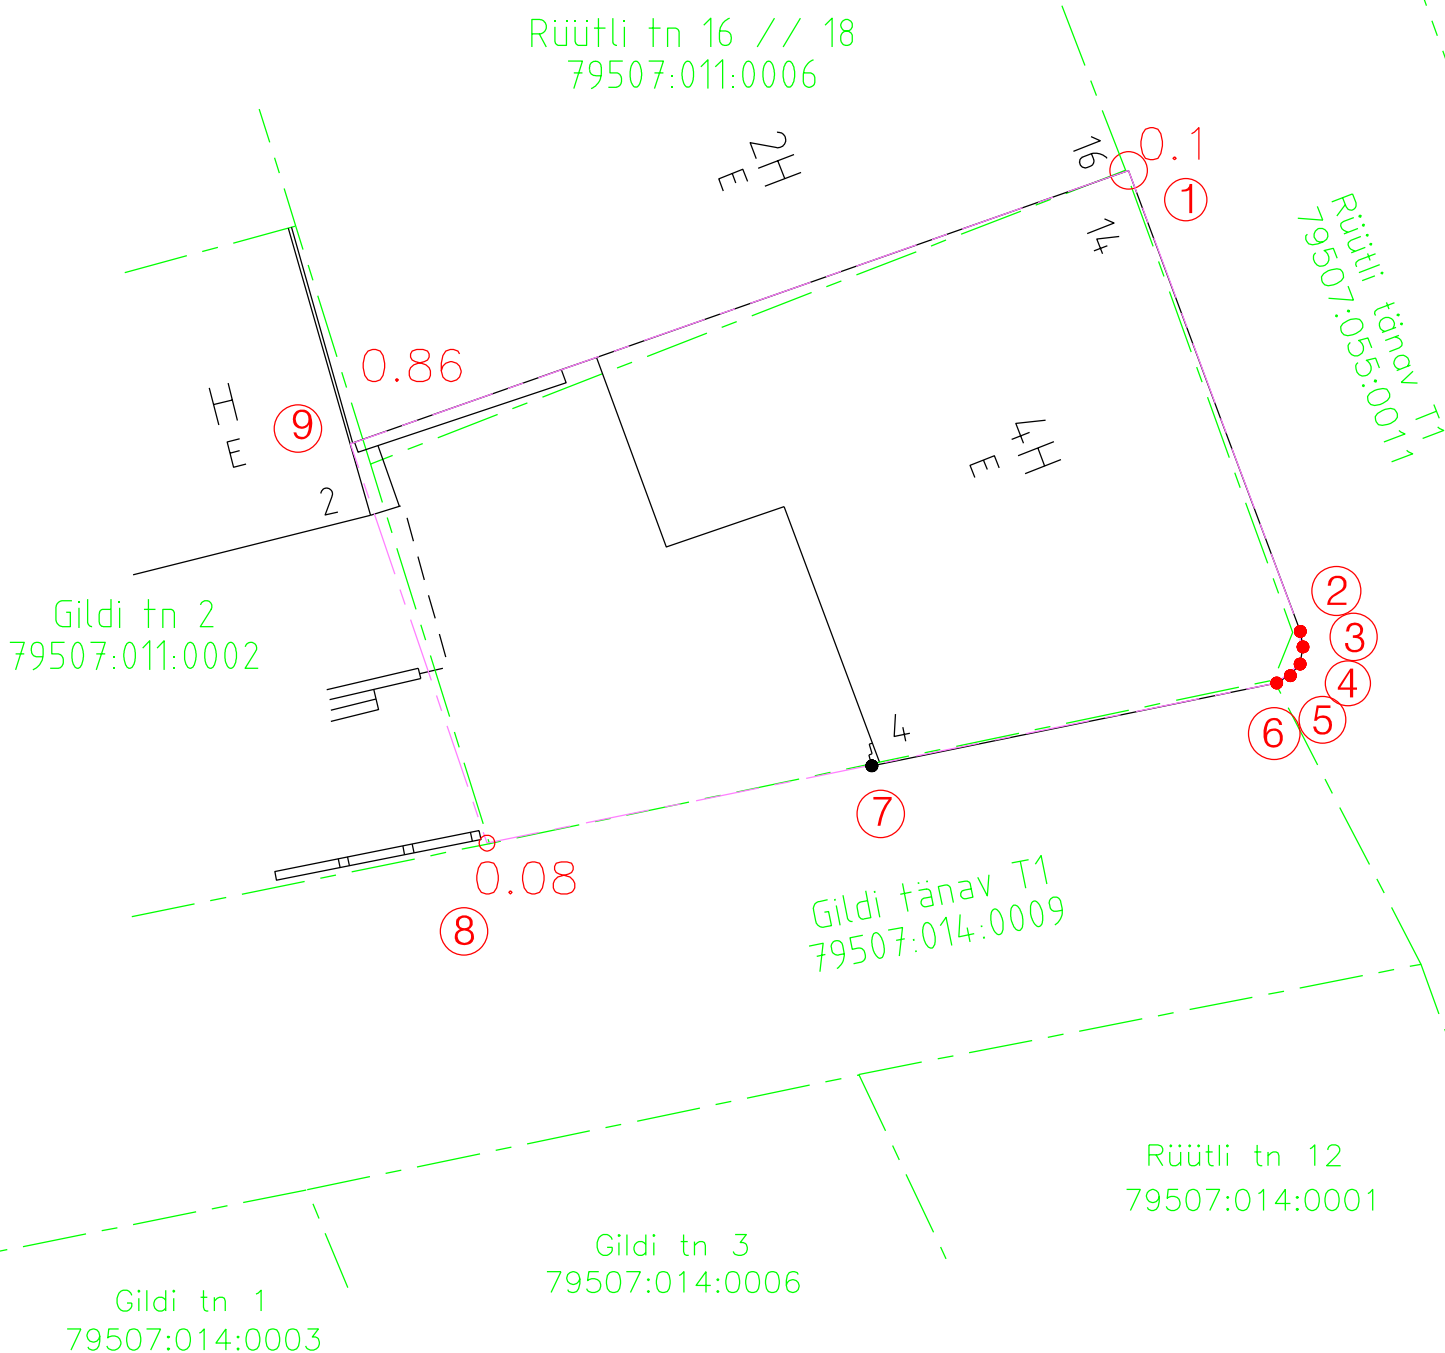 Rüütli tn 16 // 18
79507:011:0006
2H
E
16
0.1
1
14
Rüütli tänav T1
79507:055:0011
0.86
H
E
9
4H
E
2
2
3
4
5
6
Gildi tn 2
79507:011:0002
4
7
0.08
8
Gildi tänav T1
79507:014:0009
Rüütli tn 12
79507:014:0001
Gildi tn 3
79507:014:0006
Gildi tn 1
79507:014:0003